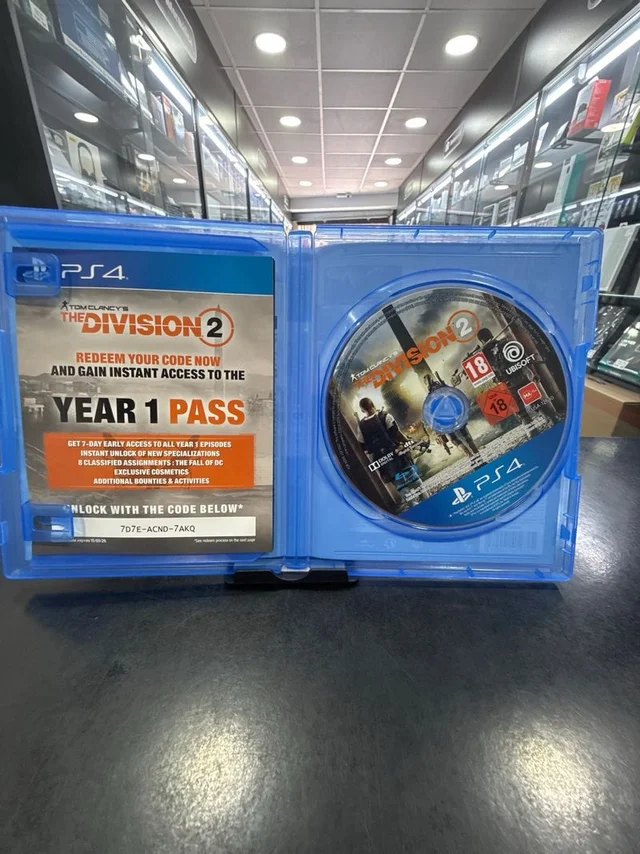 PS4
TOM CLANCY'S
THE DIVISION 2
REDEEM YOUR CODE NOW
AND GAIN INSTANT ACCESS TO THE
YEAR 1 PASS
GET 7-DAY EARLY ACCESS TO ALL YEAR 1 EPISODES
INSTANT UNLOCK OF NEW SPECIALIZATIONS
8 CLASSIFIED ASSIGNMENTS: THE FALL OF DC
EXCLUSIVE COSMETICS
ADDITIONAL BOUNTIES & ACTIVITIES
NLOCK WITH THE CODE BELOW*
7D7E-ACND-7AKQ
TOM CLANCY'S
THE DIVISION 2
18
UBISOFT
18
DOLBY
PS4